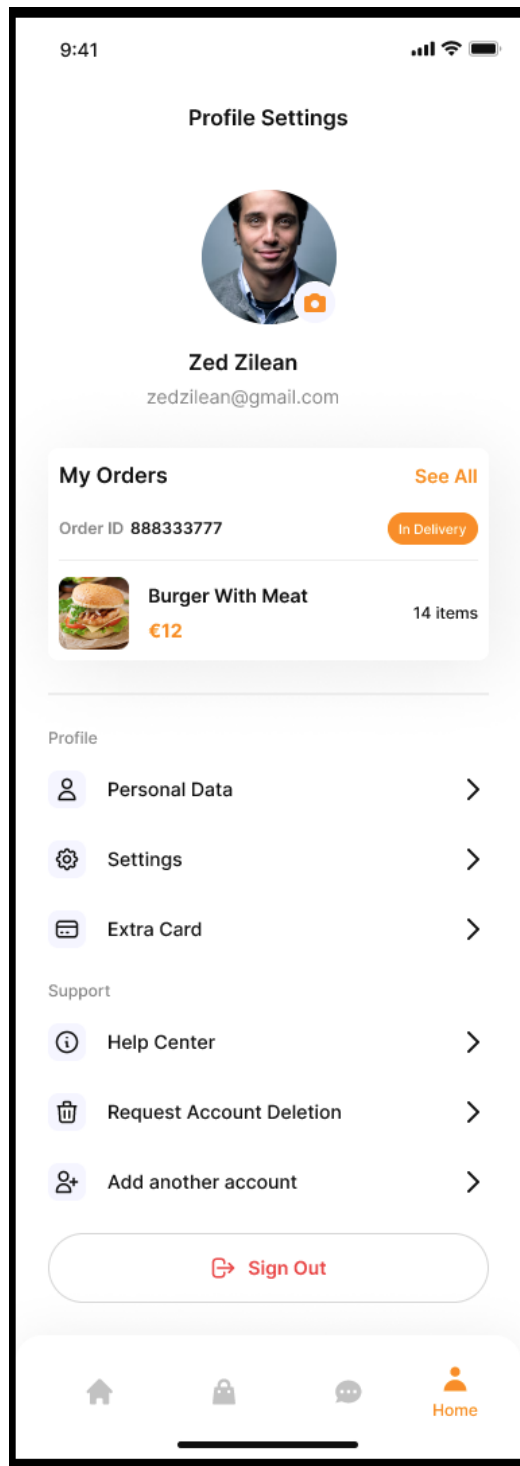 9:41
Profile Settings
Zed Zilean
zedzilean@gmail.com
My Orders
See All
Order ID 888333777
In Delivery
Burger With Meat
€12
14 items
Profile
Personal Data
Settings
Extra Card
Support
Help Center
Request Account Deletion
Add another account
Sign Out
Home